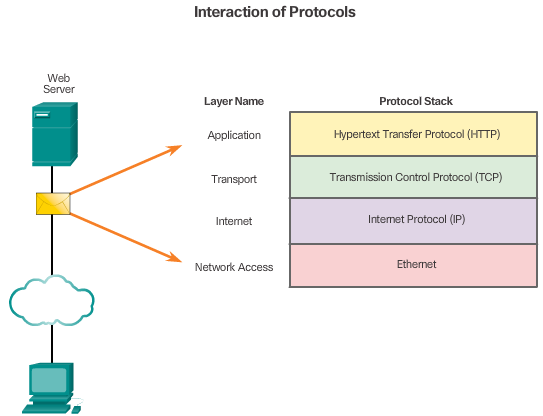 Interaction of Protocols
Web
Server
Layer Name
Protocol Stack
Application
Hypertext Transfer Protocol (HTTP)
Transport
Transmission Control Protocol (TCP)
Internet
Internet Protocol (IP)
Network Access
Ethernet